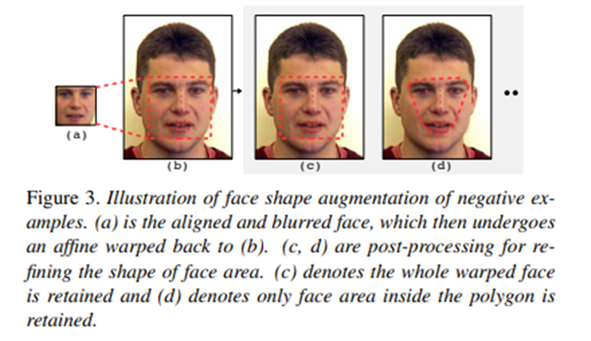 (a)
(b)
(c)
(d)
Figure 3. Illustration of face shape augmentation of negative ex-
amples. (a) is the aligned and blurred face, which then undergoes
an affine warped back to (b). (c, d) are post-processing for re-
fining the shape of face area. (c) denotes the whole warped face
is retained and (d) denotes only face area inside the polygon is
retained.